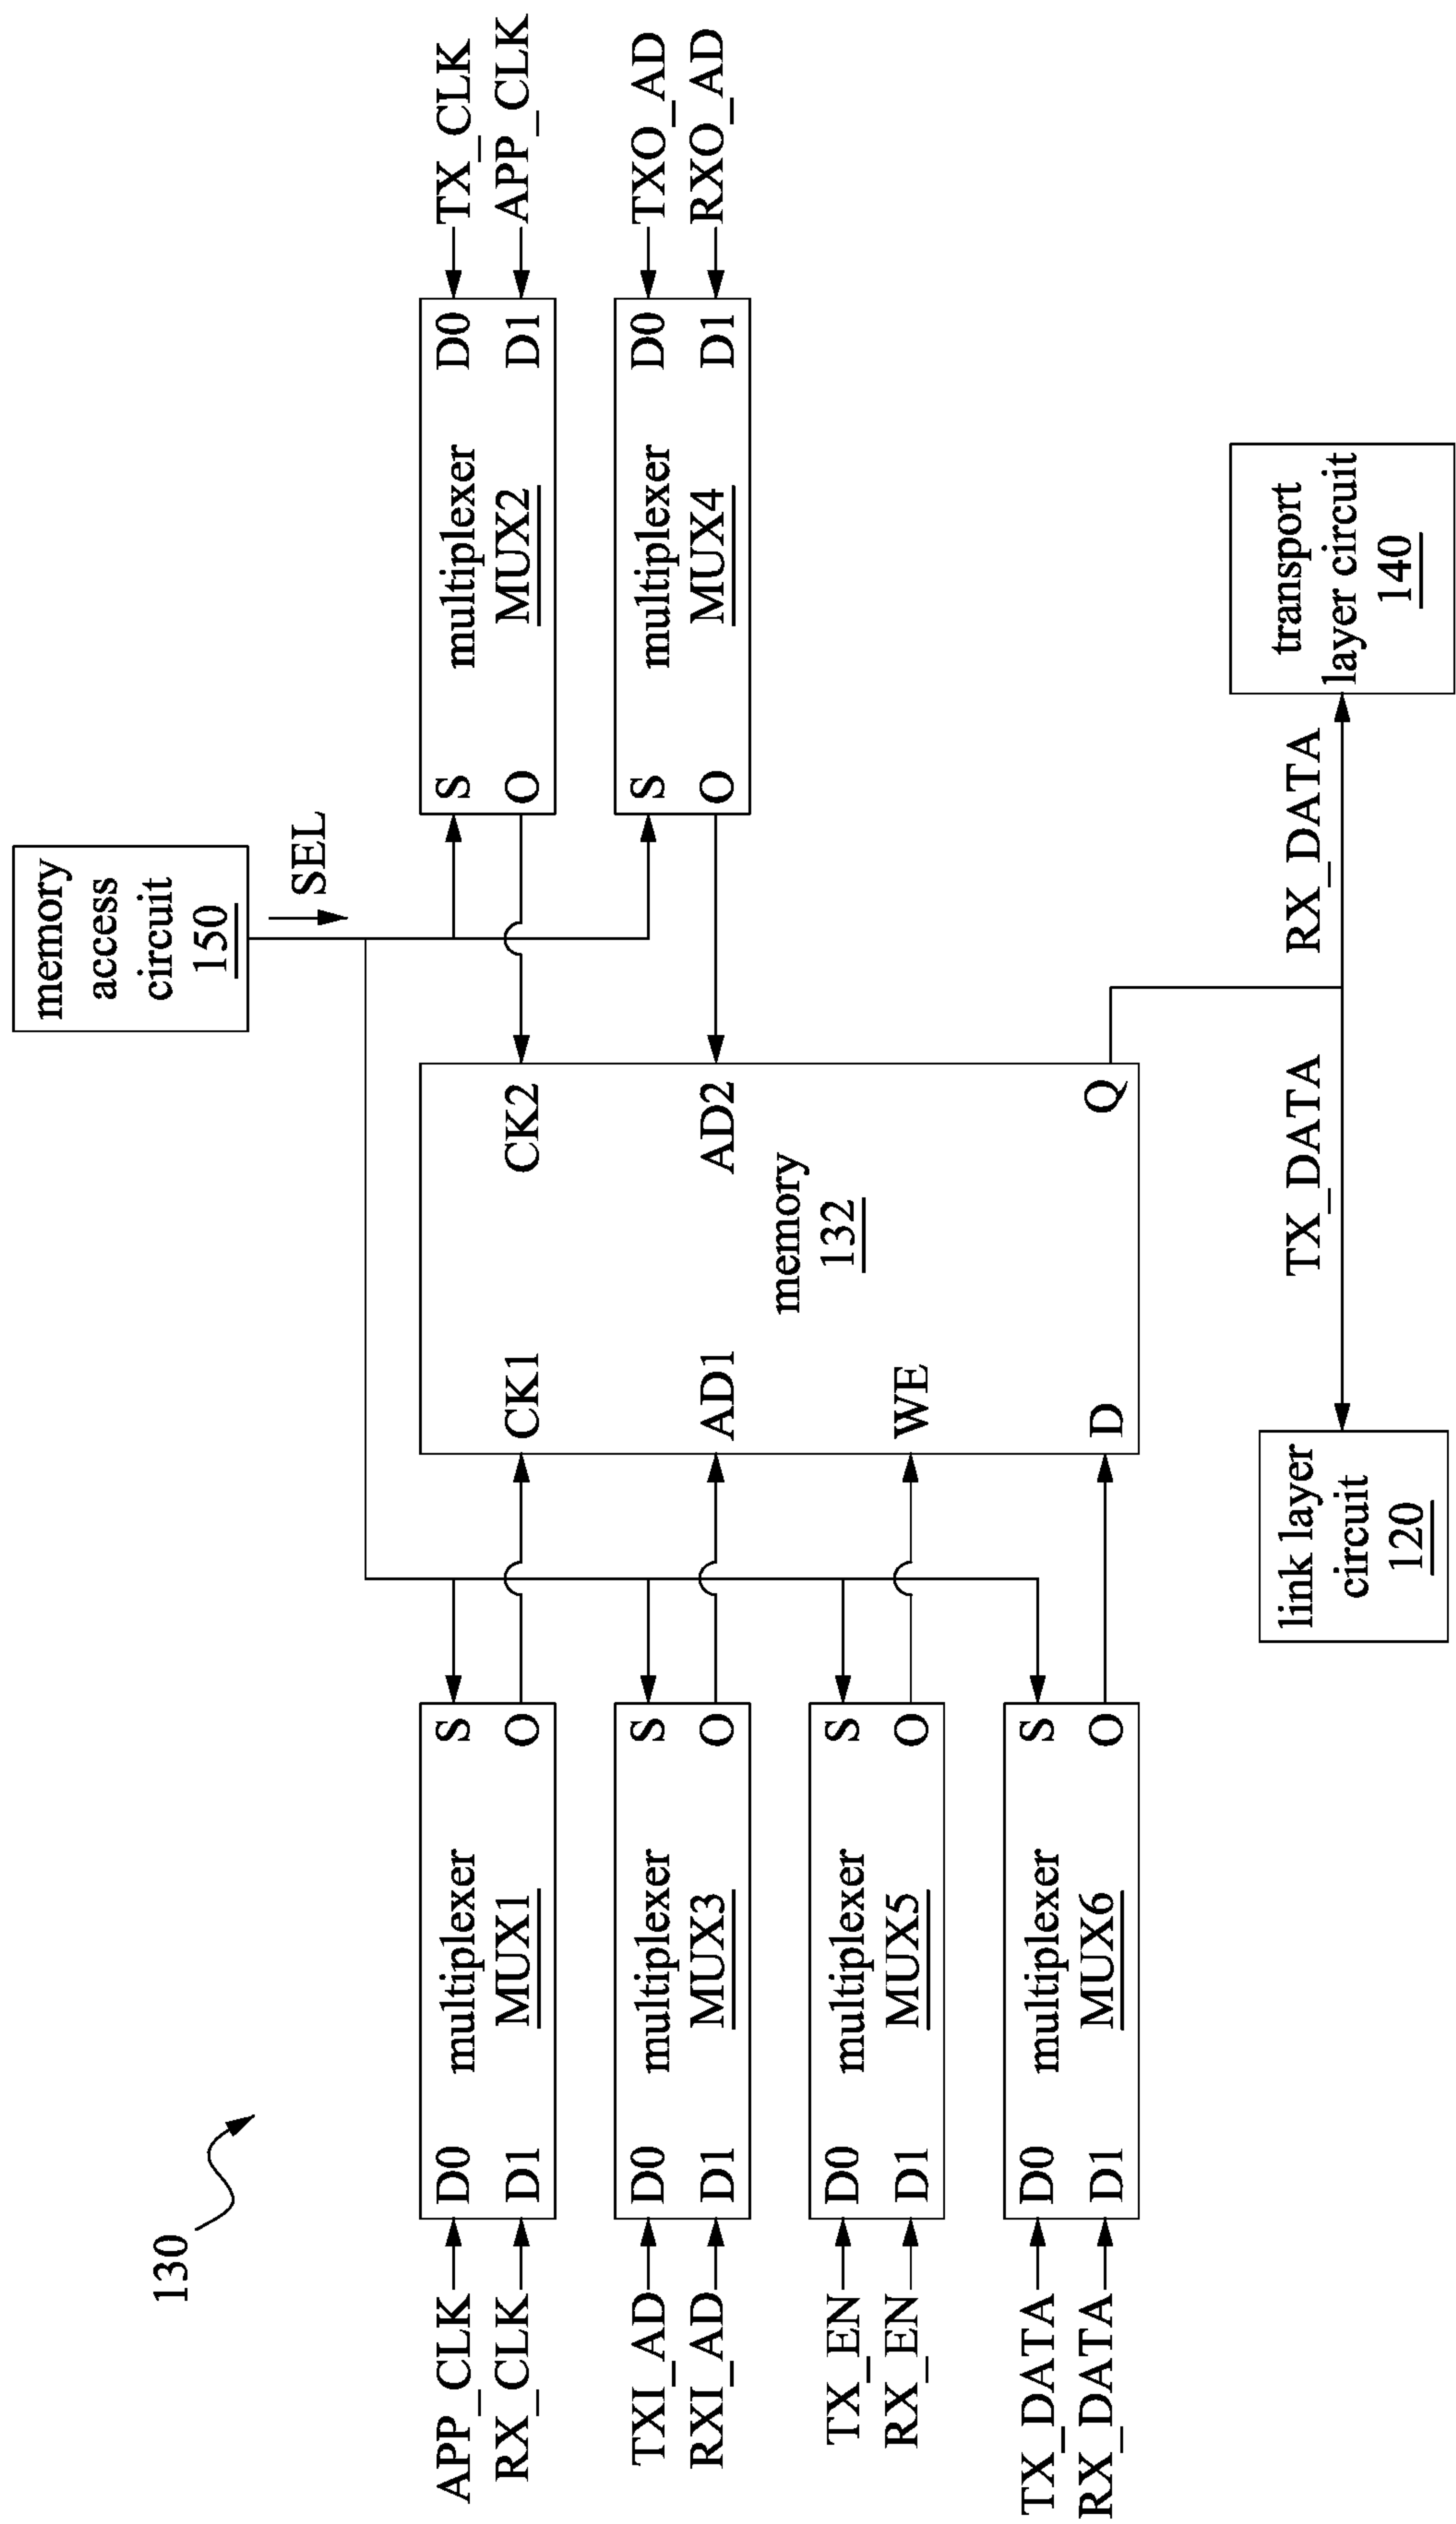 130
memory
access
circuit
150
SEL
APP_CLK
RX_CLK
D0
D1
multiplexer
MUX1
S
O
TXI_AD
RXI_AD
D0
D1
multiplexer
MUX3
S
O
TX_EN
RX_EN
D0
D1
multiplexer
MUX5
S
O
TX_DATA
RX_DATA
D0
D1
multiplexer
MUX6
S
O
CK1
CK2
AD1
AD2
memory
132
WE
D
Q
S
O
multiplexer
MUX2
D0
D1
TX_CLK
APP_CLK
S
O
multiplexer
MUX4
D0
D1
TXO_AD
RXO_AD
TX_DATA
RX_DATA
link layer
circuit
120
transport
layer circuit
140